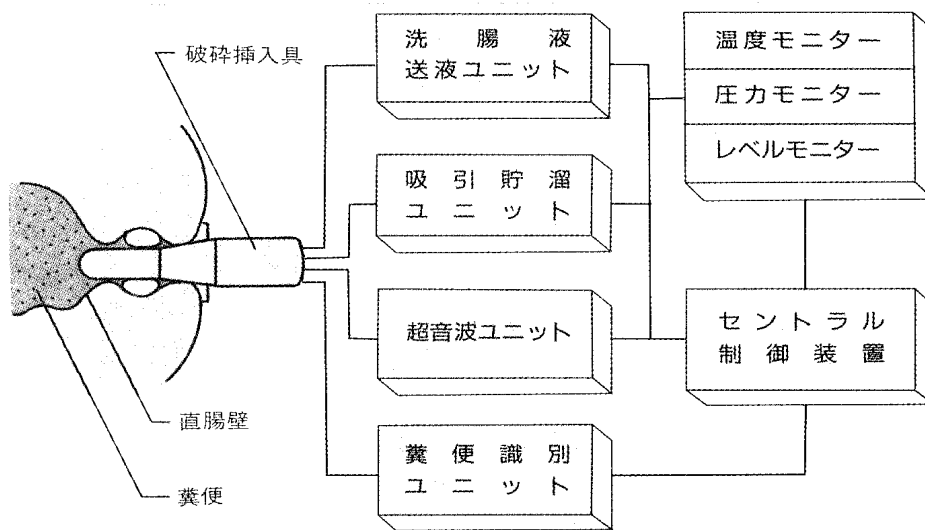 破砕挿入具
洗腸液
送液ユニット
温度モニター
圧力モニター
レベルモニター
吸引貯溜
ユニット
超音波ユニット
セントラル
制御装置
直腸壁
糞便
糞便識別
ユニット